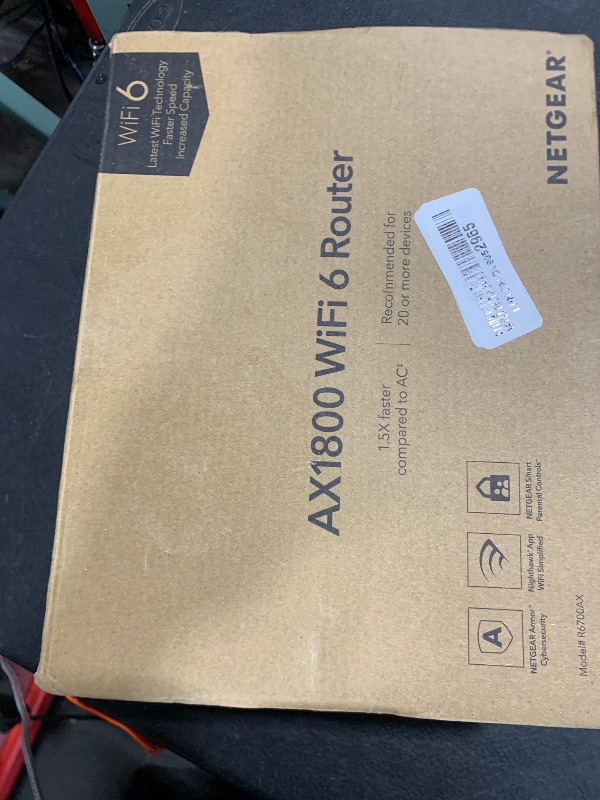 WiFi 6
Latest WiFi Technology
Faster Speed
Increased Capacity
NETGEAR®
AX1800 WiFi 6 Router
1.5X faster
compared to AC‡
Recommended for
20 or more devices
NETGEAR Armor™
Cybersecurity
Nighthawk® App
WiFi Simplified
NETGEAR Smart
Parental Controls™
Model# R6700AX